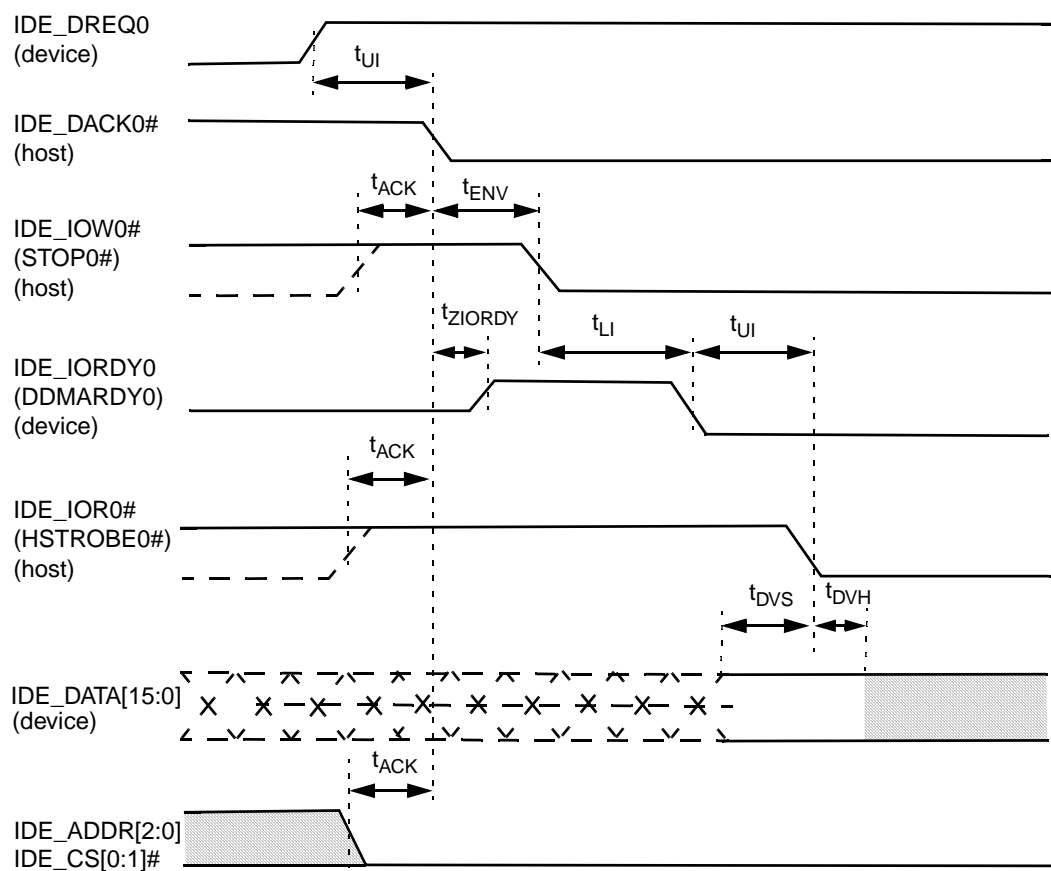 IDE_DREQ0
(device)
tUI
IDE_DACK0#
(host)
tACK
tENV
IDE_IOW0#
(STOP0#)
(host)
tZIORDY
tLI
tUI
IDE_IORDY0
(DDMARDY0)
(device)
tACK
IDE_IOR0#
(HSTROBE0#)
(host)
tDVS
tDVH
IDE_DATA[15:0]
(device)
tACK
IDE_ADDR[2:0]
IDE_CS[0:1]#